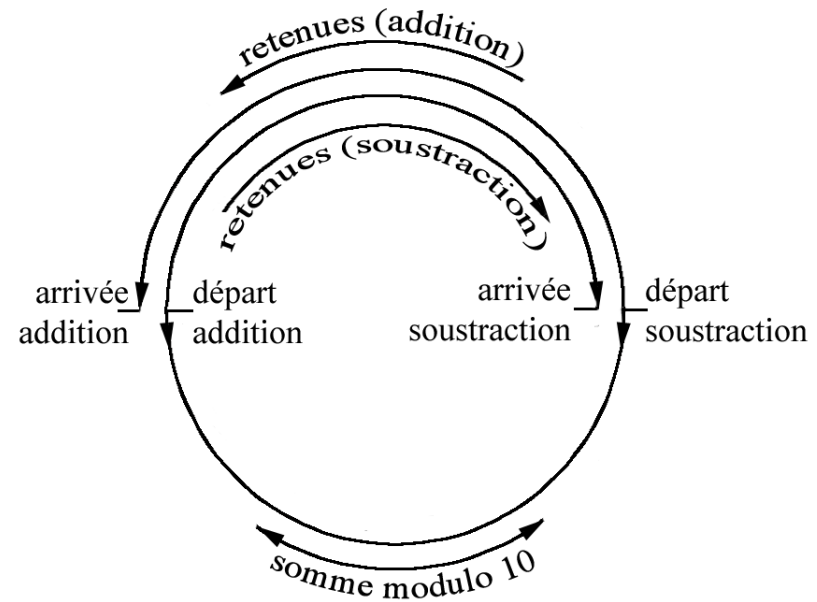 retenues (addition)
retenues (soustraction)
arrivée
addition
départ
addition
arrivée
soustraction
départ
soustraction
somme modulo 10